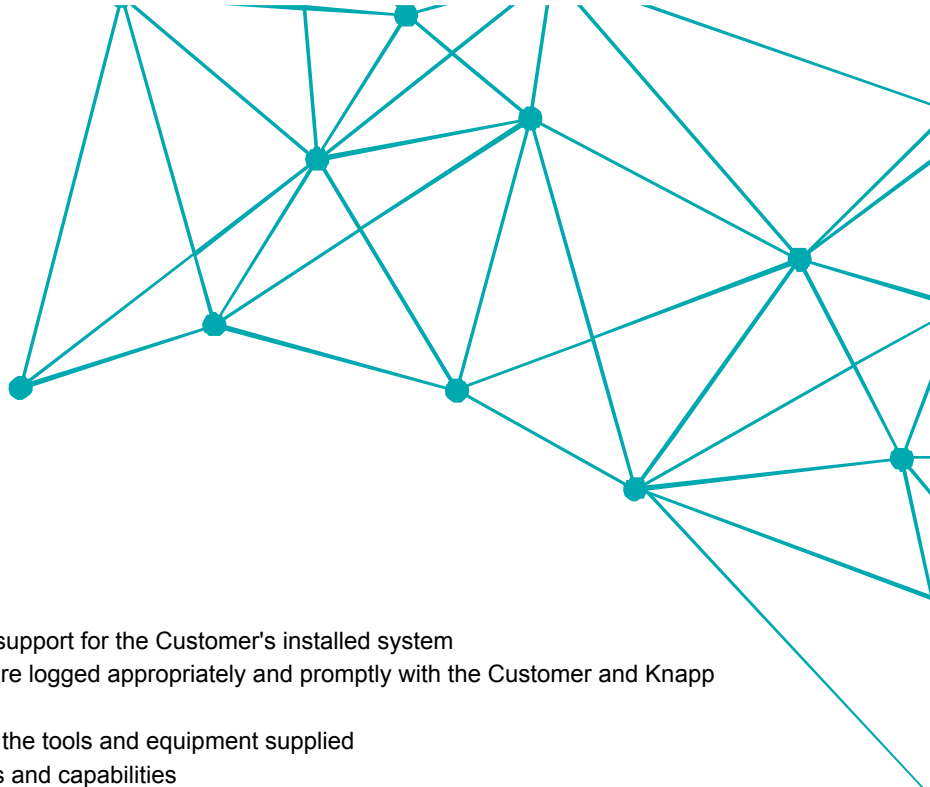 support for the Customer's installed system
re logged appropriately and promptly with the Customer and Knapp
the tools and equipment supplied
s and capabilities